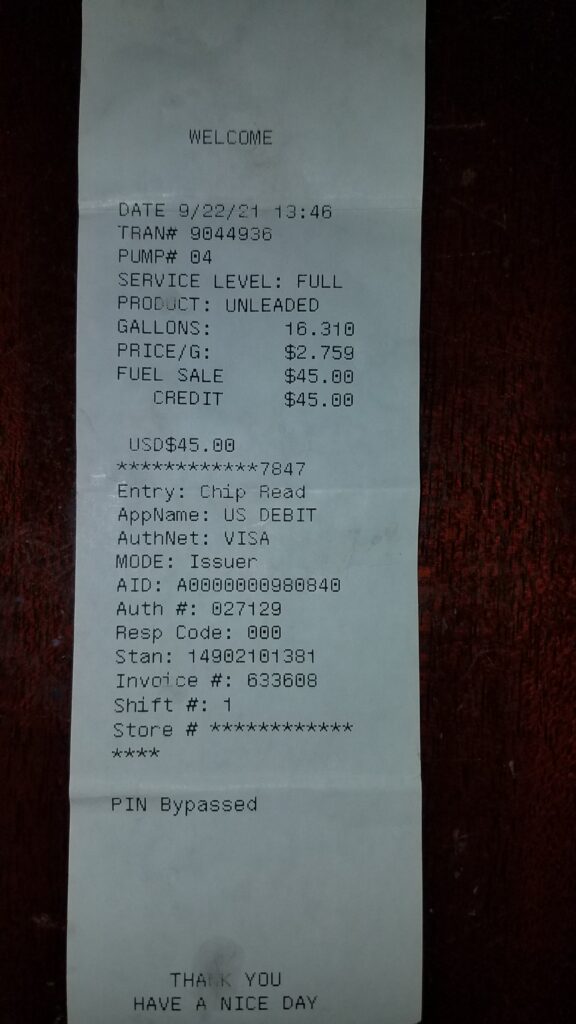 WELCOME
DATE 9/22/21 13:46
TRAN# 9044936
PUMP# 04
SERVICE LEVEL: FULL
PRODUCT: UNLEADED
GALLONS: 16.310
PRICE/G: $2.759
FUEL SALE $45.00
CREDIT $45.00
USD$45.00
************7847
Entry: Chip Read
AppName: US DEBIT
AuthNet: VISA
MODE: Issuer
AID: A0000000980840
Auth #: 027129
Resp Code: 000
Stan: 14902101381
Invoice #: 633608
Shift #: 1
Store # ************
****
PIN Bypassed
THANK YOU
HAVE A NICE DAY